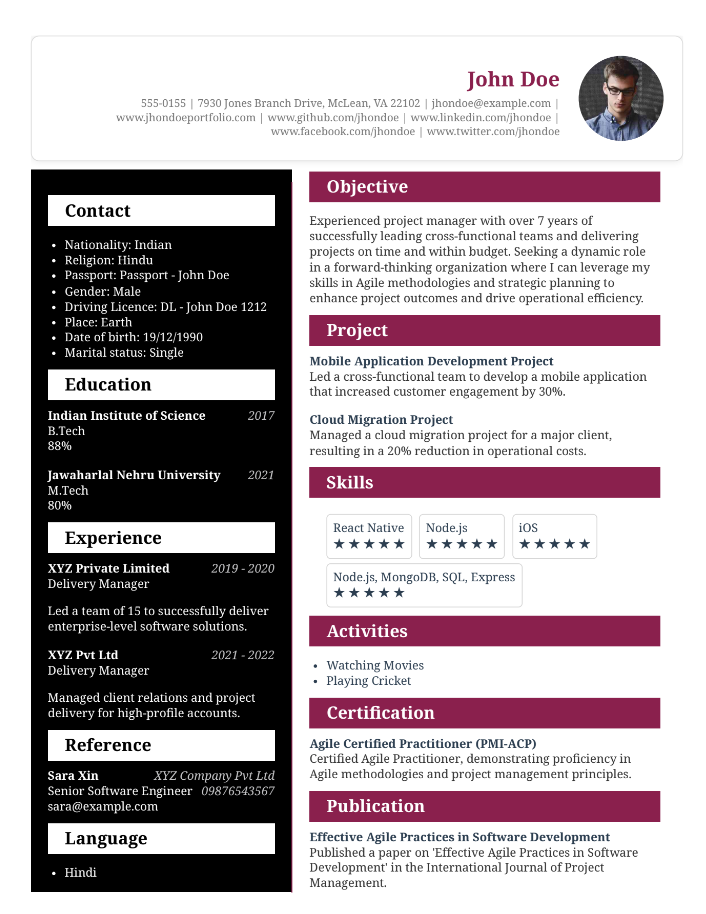 John Doe
555-0155 | 7930 Jones Branch Drive, McLean, VA 22102 | jhondoe@example.com |
www.jhondoeportfolio.com | www.github.com/jhondoe | www.linkedin.com/jhondoe |
www.facebook.com/jhondoe | www.twitter.com/jhondoe
Contact
• Nationality: Indian
• Religion: Hindu
• Passport: Passport - John Doe
• Gender: Male
• Driving Licence: DL - John Doe 1212
• Place: Earth
• Date of birth: 19/12/1990
• Marital status: Single
Education
Indian Institute of Science 2017
B.Tech
88%
Jawaharlal Nehru University 2021
M.Tech
80%
Experience
XYZ Private Limited 2019 - 2020
Delivery Manager
Led a team of 15 to successfully deliver
enterprise-level software solutions.
XYZ Pvt Ltd 2021 - 2022
Delivery Manager
Managed client relations and project
delivery for high-profile accounts.
Reference
Sara Xin XYZ Company Pvt Ltd
Senior Software Engineer 09876543567
sara@example.com
Language
• Hindi
Objective
Experienced project manager with over 7 years of
successfully leading cross-functional teams and delivering
projects on time and within budget. Seeking a dynamic role
in a forward-thinking organization where I can leverage my
skills in Agile methodologies and strategic planning to
enhance project outcomes and drive operational efficiency.
Project
Mobile Application Development Project
Led a cross-functional team to develop a mobile application
that increased customer engagement by 30%.
Cloud Migration Project
Managed a cloud migration project for a major client,
resulting in a 20% reduction in operational costs.
Skills
React Native Node.js iOS
★★★★★ ★★★★★ ★★★★★
Node.js, MongoDB, SQL, Express
★★★★★
Activities
• Watching Movies
• Playing Cricket
Certification
Agile Certified Practitioner (PMI-ACP)
Certified Agile Practitioner, demonstrating proficiency in
Agile methodologies and project management principles.
Publication
Effective Agile Practices in Software Development
Published a paper on 'Effective Agile Practices in Software
Development' in the International Journal of Project
Management.